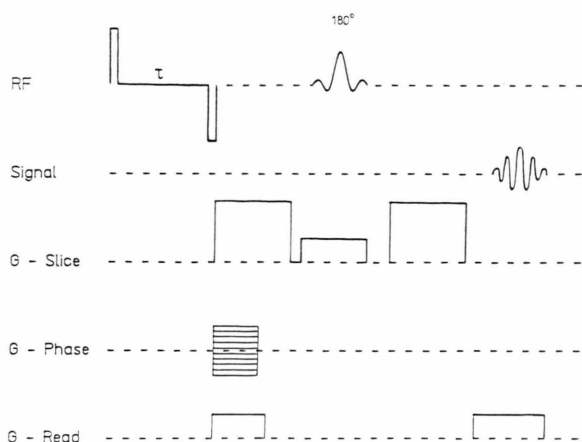 180°
τ
RF
Signal
G - Slice
G - Phase
G - Read